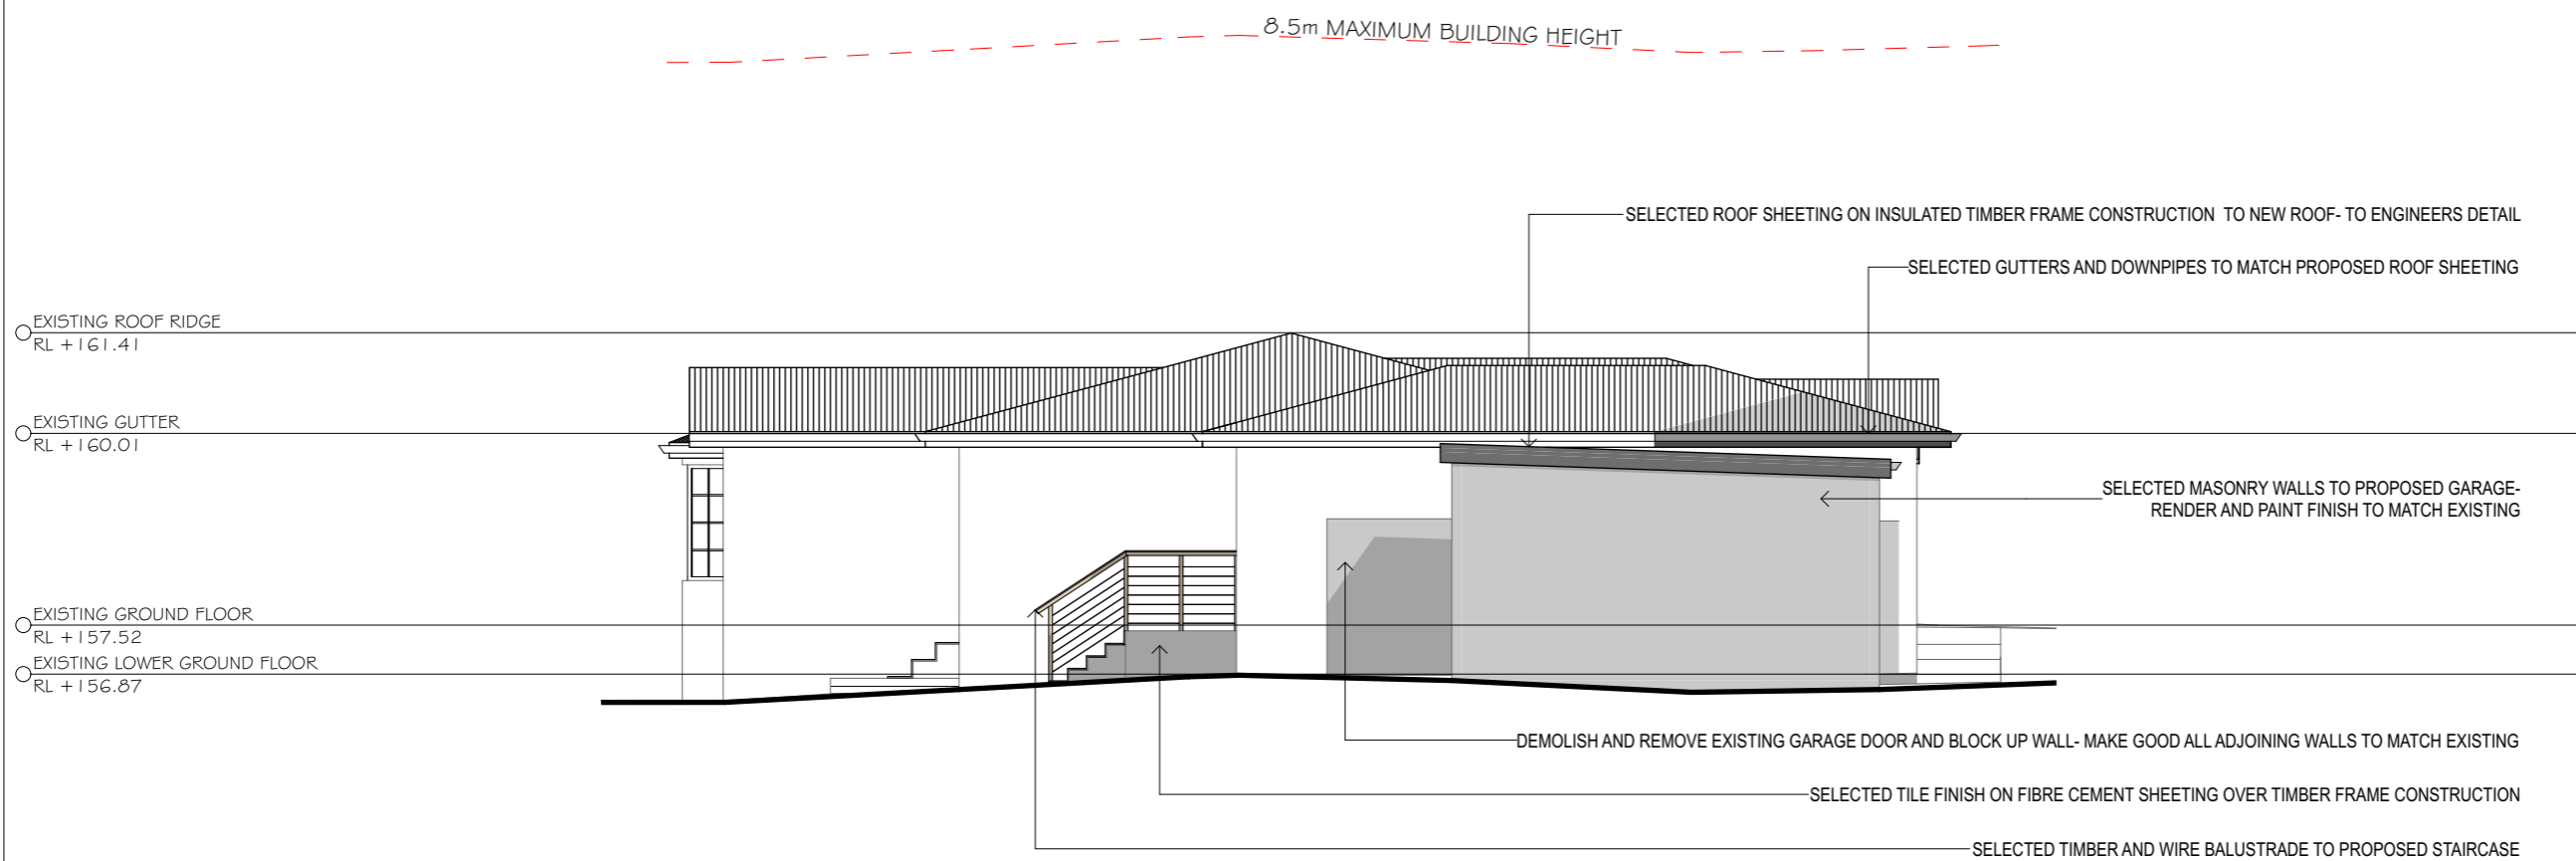 8.5m MAXIMUM BUILDING HEIGHT
SELECTED ROOF SHEETING ON INSULATED TIMBER FRAME CONSTRUCTION TO NEW ROOF- TO ENGINEERS DETAIL
SELECTED GUTTERS AND DOWNPIPES TO MATCH PROPOSED ROOF SHEETING
EXISTING ROOF RIDGE
RL +161.41
EXISTING GUTTER
RL +160.01
SELECTED MASONRY WALLS TO PROPOSED GARAGE-
RENDER AND PAINT FINISH TO MATCH EXISTING
EXISTING GROUND FLOOR
RL +157.52
EXISTING LOWER GROUND FLOOR
RL +156.87
DEMOLISH AND REMOVE EXISTING GARAGE DOOR AND BLOCK UP WALL- MAKE GOOD ALL ADJOINING WALLS TO MATCH EXISTING
SELECTED TILE FINISH ON FIBRE CEMENT SHEETING OVER TIMBER FRAME CONSTRUCTION
SELECTED TIMBER AND WIRE BALUSTRADE TO PROPOSED STAIRCASE